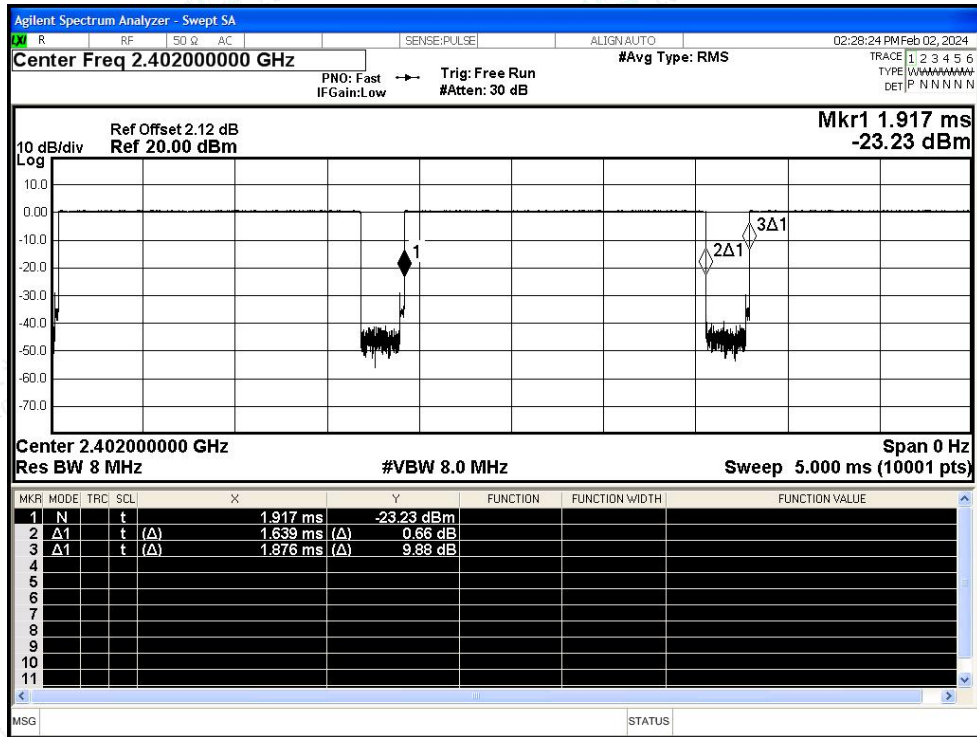 Agilent Spectrum Analyzer - Swept SA
LXI R RF 50 Ω AC SENSE:PULSE ALIGN AUTO 02:28:24 PM Feb 02, 2024
Center Freq 2.402000000 GHz
PNO: Fast
IFGain:Low
Trig: Free Run
#Atten: 30 dB
#Avg Type: RMS
TRACE 1 2 3 4 5 6
TYPE
DET P N N N N N
Mkr1 1.917 ms
-23.23 dBm
Ref Offset 2.12 dB
10 dB/div Ref 20.00 dBm
Log
10.0
0.00
-10.0
-20.0
-30.0
-40.0
-50.0
-60.0
-70.0
1
2Δ1
3Δ1
Center 2.402000000 GHz Span 0 Hz
Res BW 8 MHz #VBW 8.0 MHz Sweep 5.000 ms (10001 pts)
MKR MODE TRC SCL X Y FUNCTION FUNCTION WIDTH FUNCTION VALUE
1 N t 1.917 ms -23.23 dBm
2 Δ1 t (Δ) 1.639 ms (Δ) 0.66 dB
3 Δ1 t (Δ) 1.876 ms (Δ) 9.88 dB
4
5
6
7
8
9
10
11
MSG STATUS